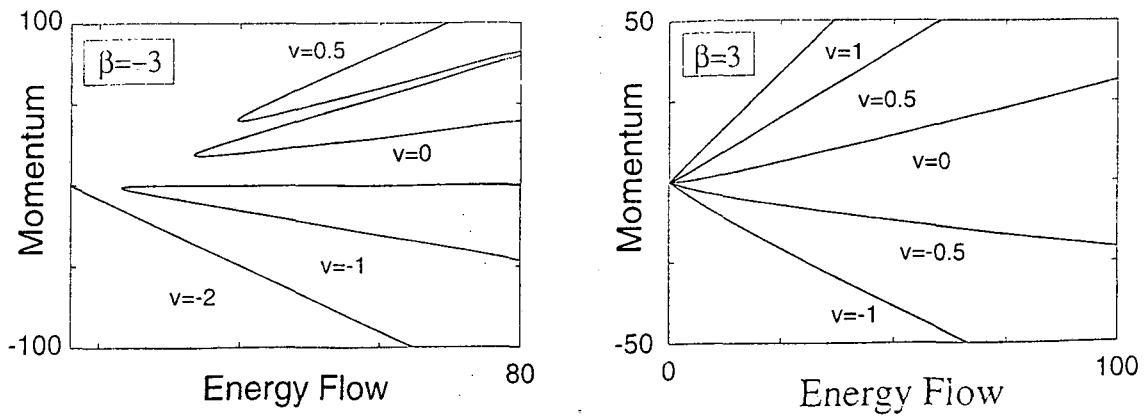 100
β=-3
v=0.5
v=0
v=-1
v=-2
-100
Momentum
Energy Flow
80
50
β=3
v=1
v=0.5
v=0
v=-0.5
v=-1
-50
Momentum
0
Energy Flow
100